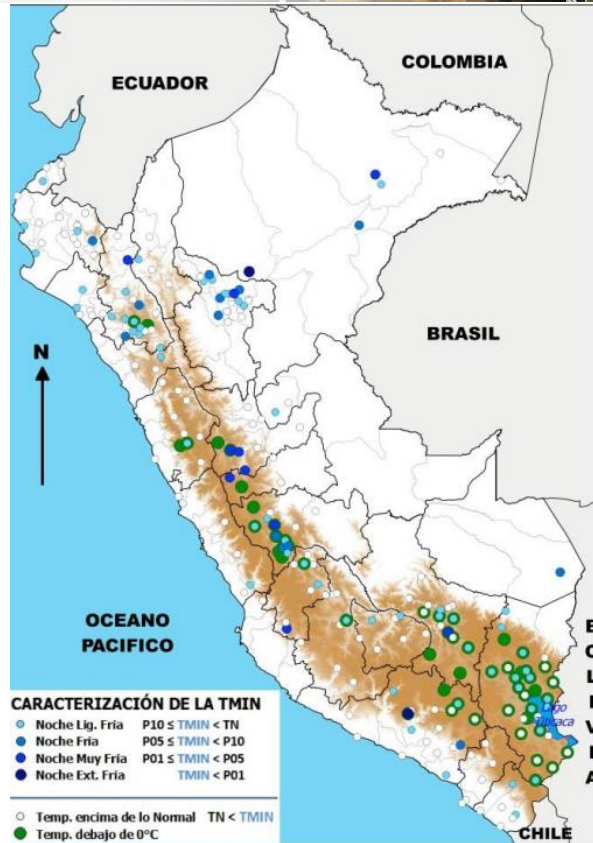 ECUADOR
COLOMBIA
BRASIL
N
OCEANO
PACIFICO
Lago
Titicaca
B
O
L
I
V
I
A
CHILE
CARACTERIZACIÓN DE LA TMIN
Noche Lig. Fría P10 ≤ TMIN < TN
Noche Fría P05 ≤ TMIN < P10
Noche Muy Fría P01 ≤ TMIN < P05
Noche Ext. Fría TMIN < P01
Temp. encima de lo Normal TN < TMIN
Temp. debajo de 0°C